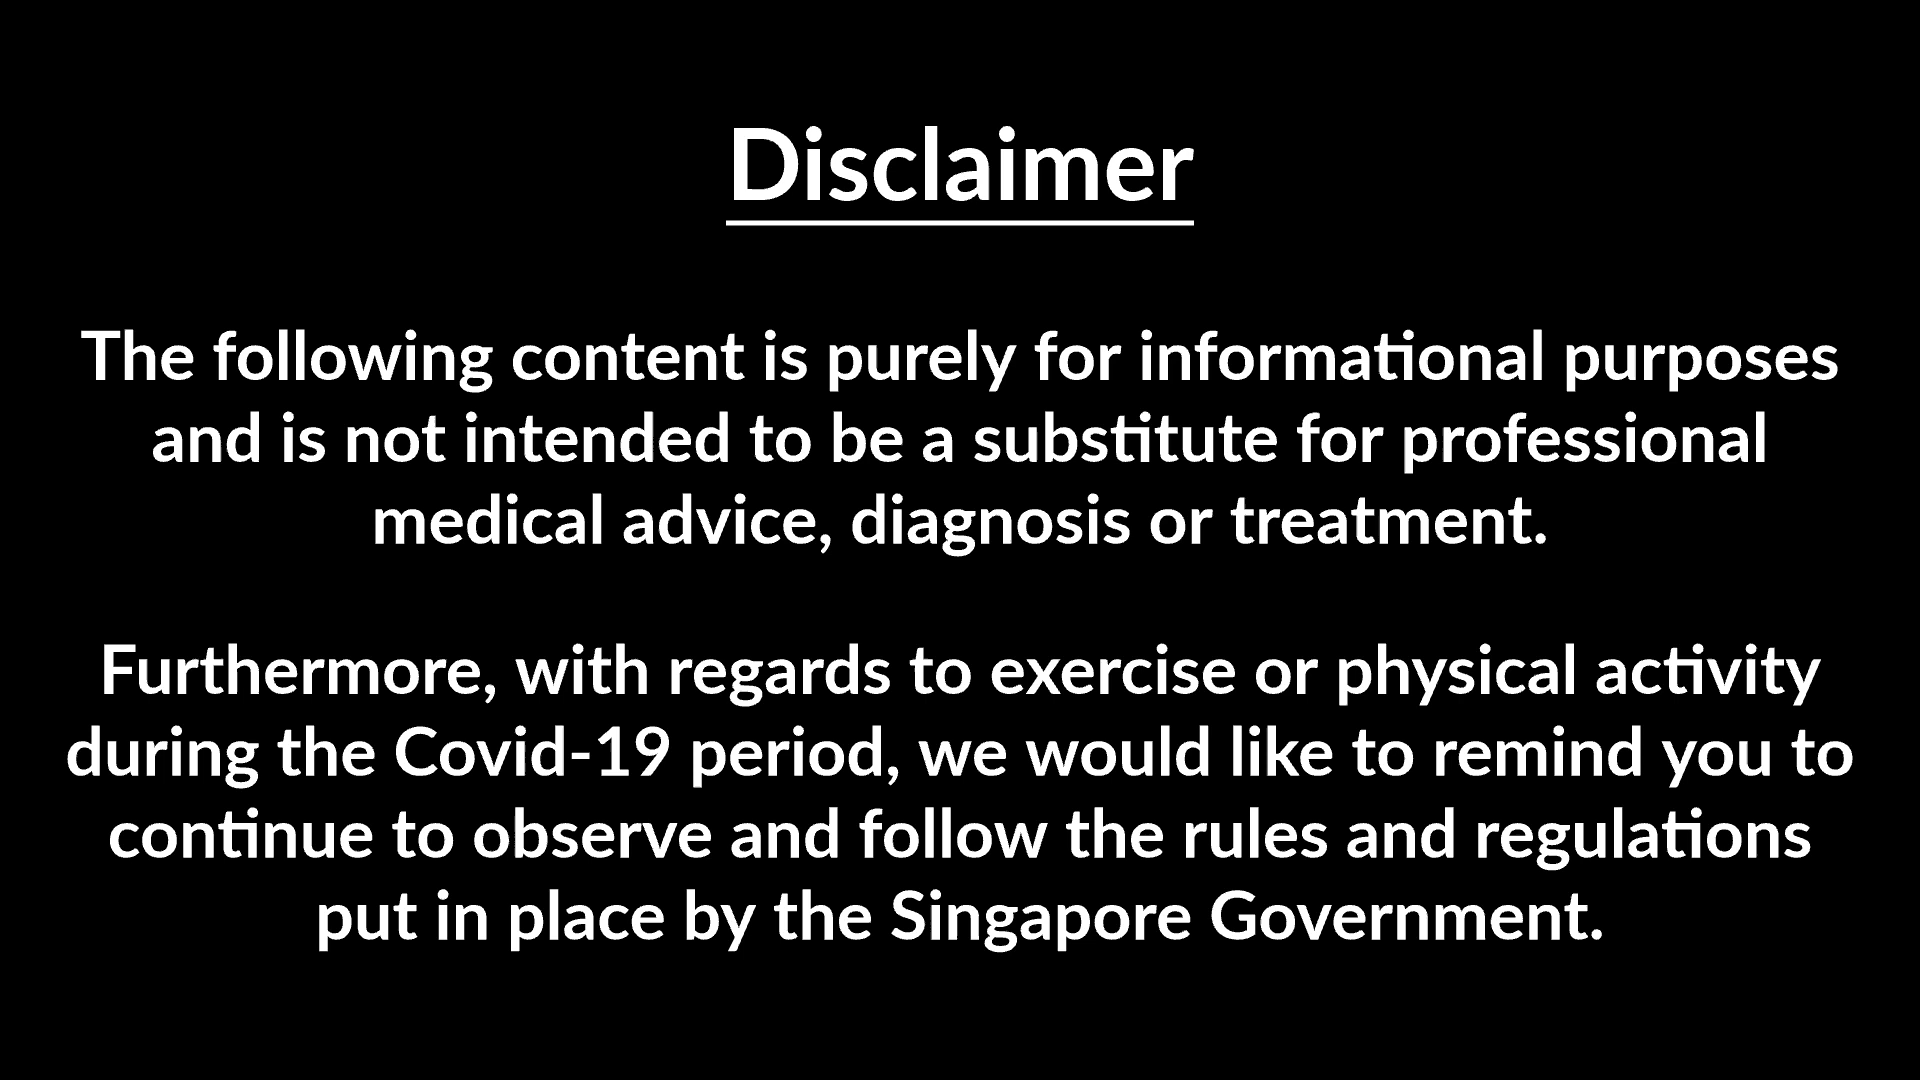 Disclaimer
The following content is purely for informational purposes
and is not intended to be a substitute for professional
medical advice, diagnosis or treatment.
Furthermore, with regards to exercise or physical activity
during the Covid-19 period, we would like to remind you to
continue to observe and follow the rules and regulations
put in place by the Singapore Government.